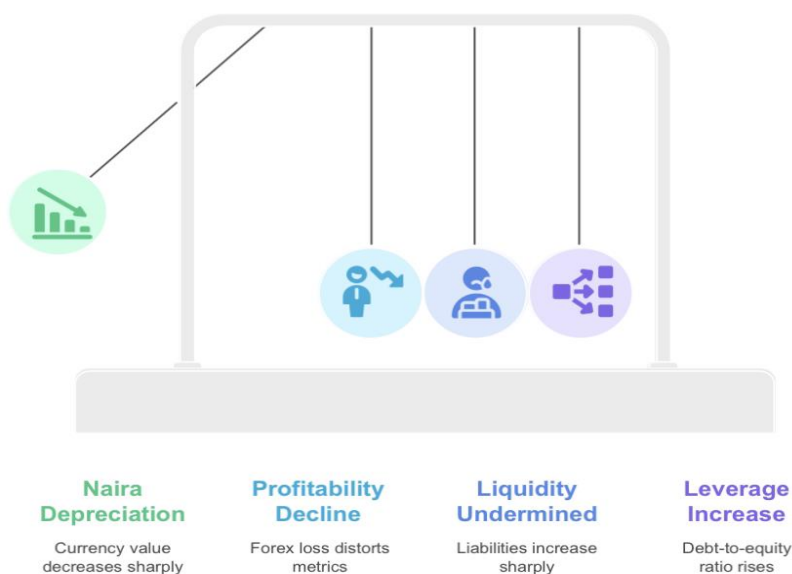 Naira
Depreciation
Currency value
decreases sharply
Profitability
Decline
Forex loss distorts
metrics
Liquidity
Undermined
Liabilities increase
sharply
Leverage
Increase
Debt-to-equity
ratio rises